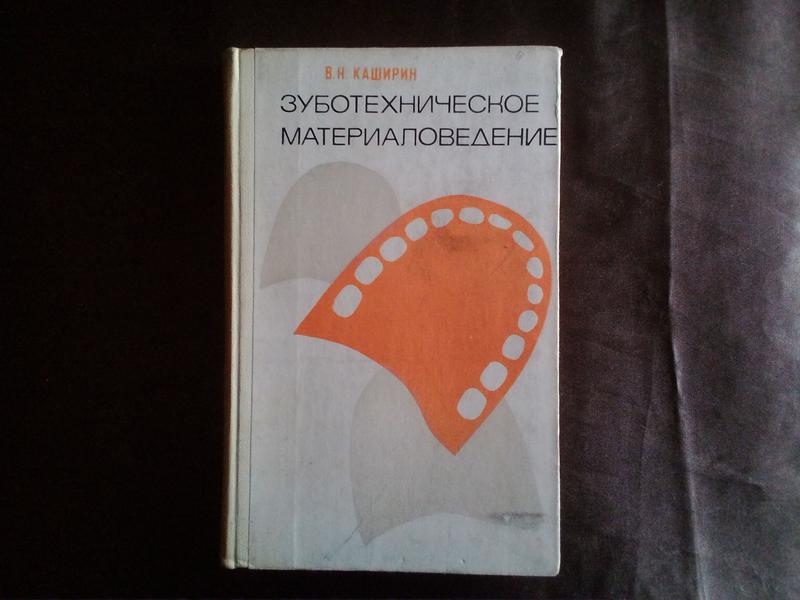 В. Н. КАШИРИН
ЗУБОТЕХНИЧЕСКОЕ
МАТЕРИАЛОВЕДЕНИЕ